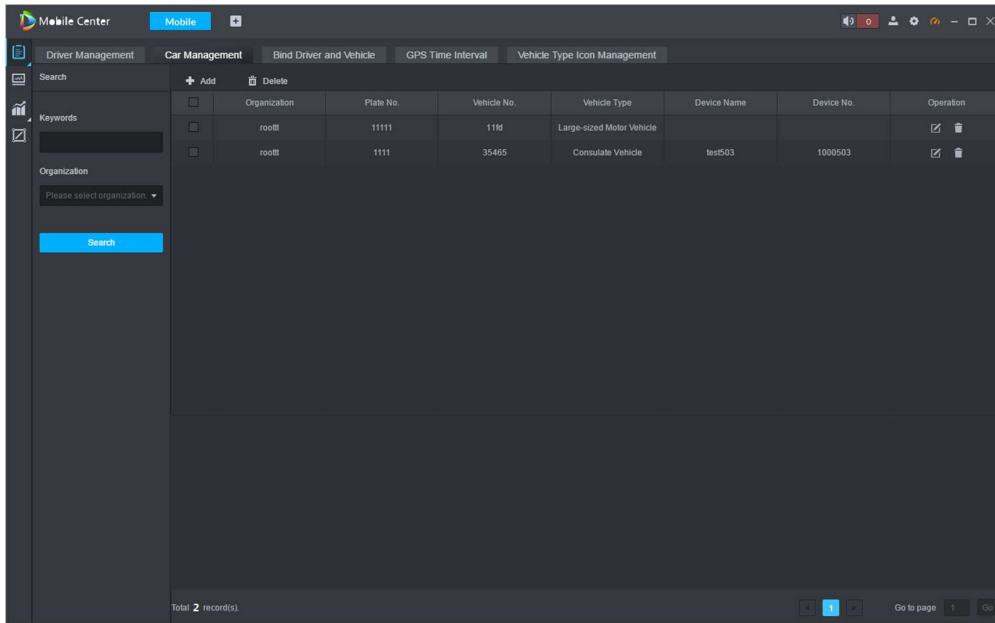 Mobile Center Mobile 0
Driver Management Car Management Bind Driver and Vehicle GPS Time Interval Vehicle Type Icon Management
Search
Add Delete
Organization Plate No. Vehicle No. Vehicle Type Device Name Device No. Operation
Keywords
roottt 11111 11fd Large-sized Motor Vehicle
roottt 1111 35465 Consulate Vehicle test503 1000503
Organization
Please select organization.
Search
Total 2 record(s). 1 Go to page 1 Go